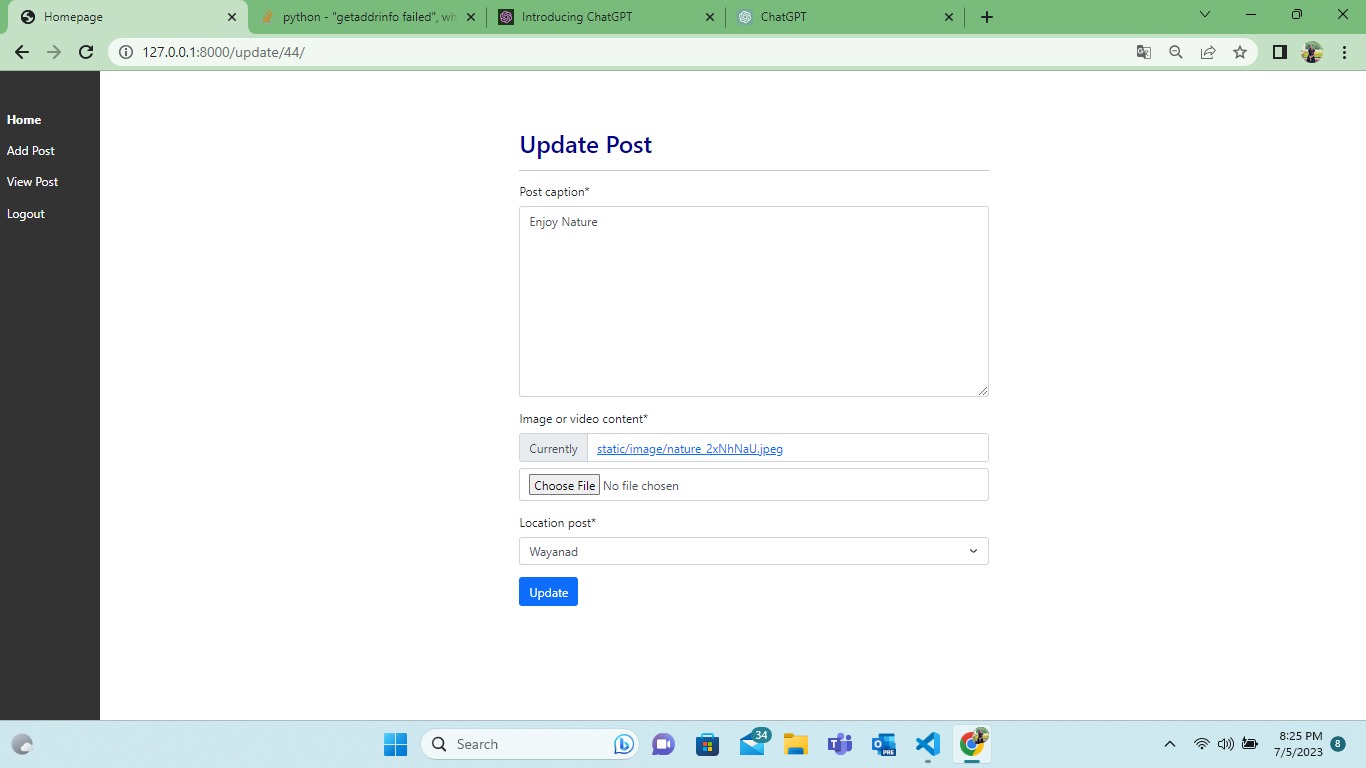 Homepage
python - "getaddrinfo failed", wh
Introducing ChatGPT
ChatGPT
127.0.0.1:8000/update/44/
Home
Add Post
View Post
Logout
Update Post
Post caption*
Enjoy Nature
Image or video content*
Currently static/image/nature_2xNhNaU.jpeg
Choose File No file chosen
Location post*
Wayanad
Update
Search
34
PRE
8:25 PM
7/5/2023
8